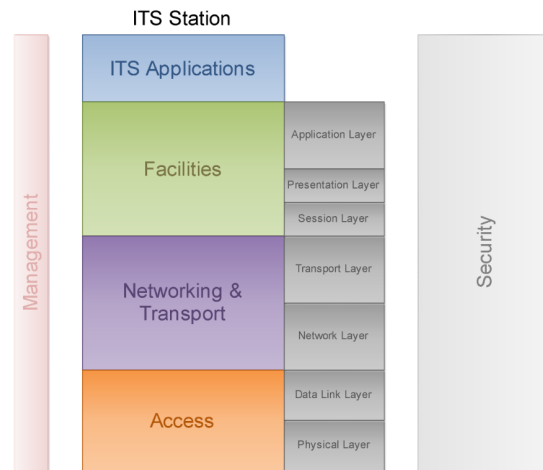 ITS Station
ITS Applications
Facilities
Application Layer
Presentation Layer
Session Layer
Networking &
Transport
Transport Layer
Network Layer
Access
Data Link Layer
Physical Layer
Management
Security